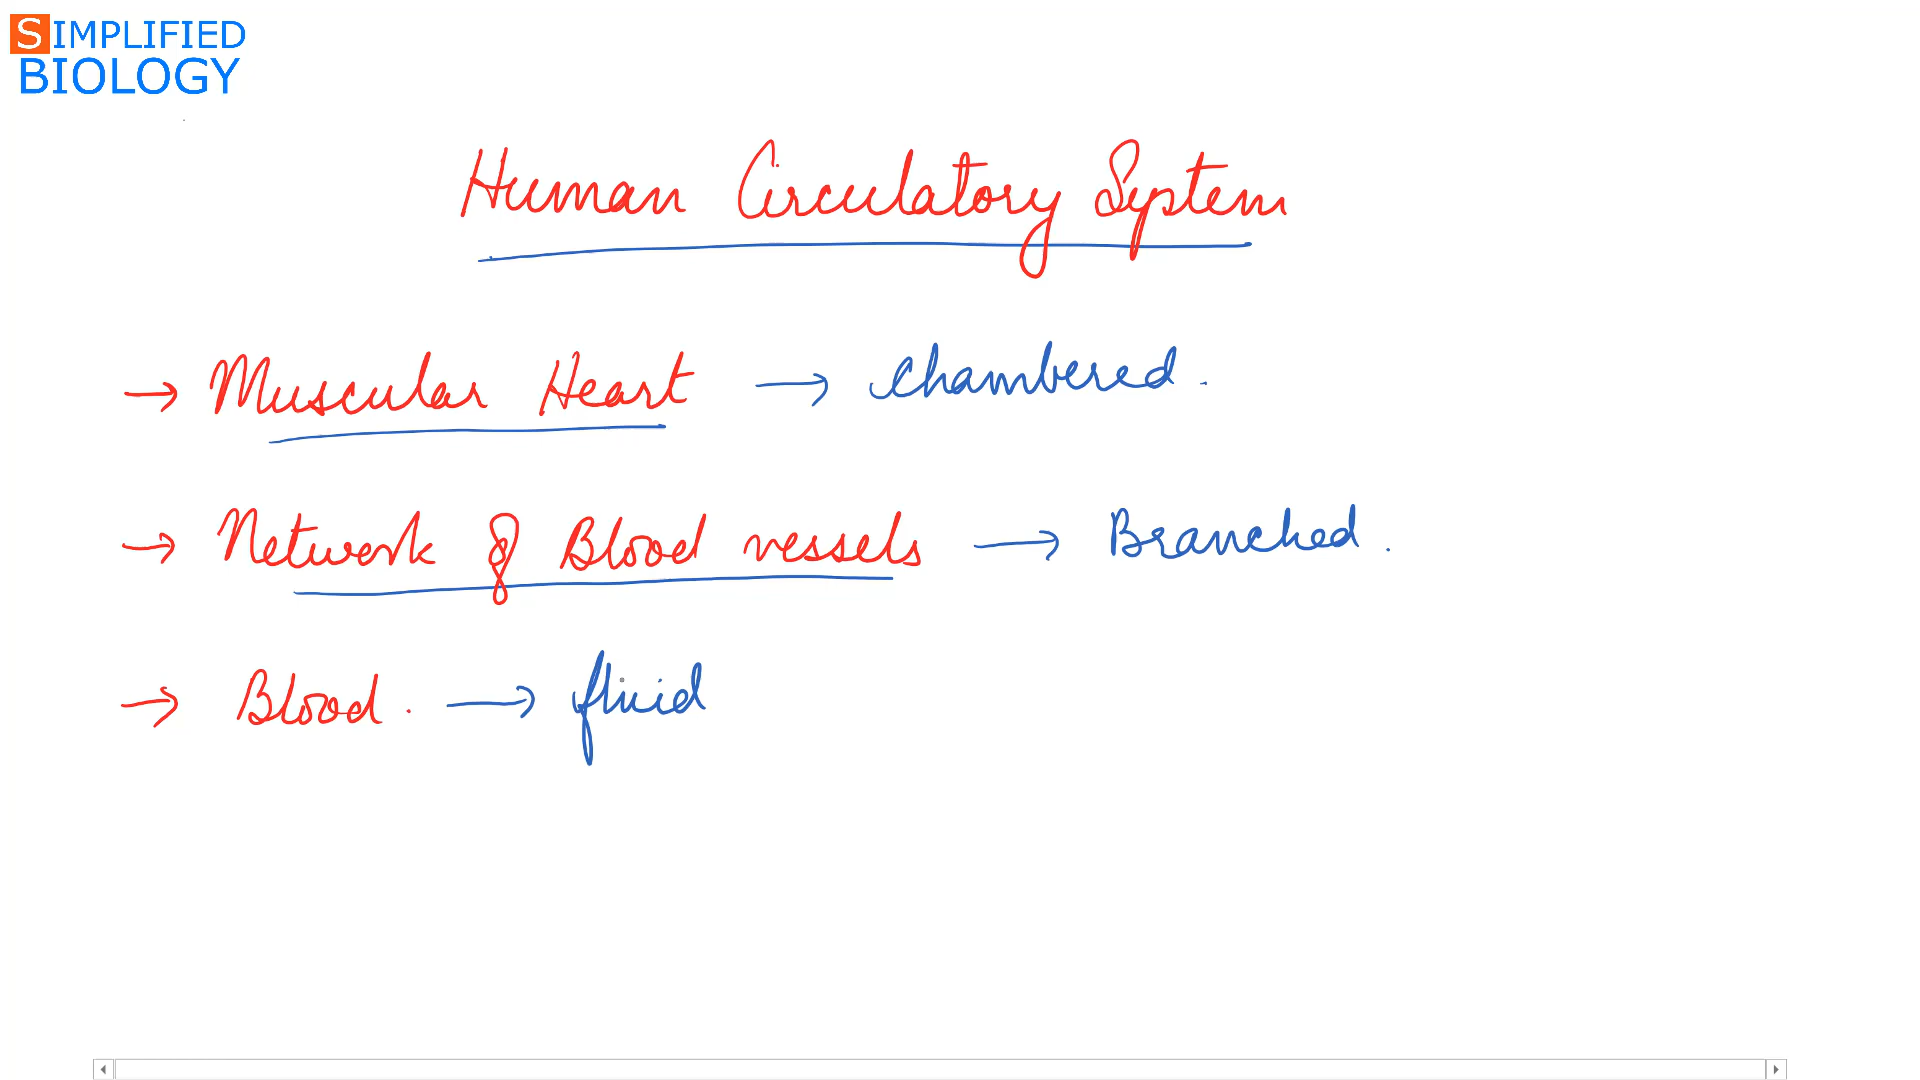 SIMPLIFIED
BIOLOGY
Human Circulatory System
→ Muscular Heart → Chambered.
→ Network of Blood vessels → Branched.
→ Blood. → fluid